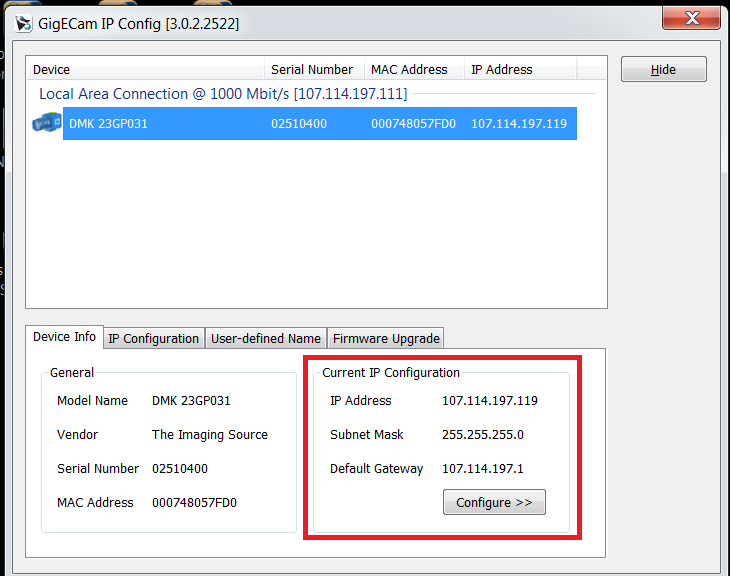 GigECam IP Config [3.0.2.2522]
Device Serial Number MAC Address IP Address
Hide
Local Area Connection @ 1000 Mbit/s [107.114.197.111]
DMK 23GP031 02510400 000748057FD0 107.114.197.119
Device Info IP Configuration User-defined Name Firmware Upgrade
General
Model Name DMK 23GP031
Vendor The Imaging Source
Serial Number 02510400
MAC Address 000748057FD0
Current IP Configuration
IP Address 107.114.197.119
Subnet Mask 255.255.255.0
Default Gateway 107.114.197.1
Configure >>